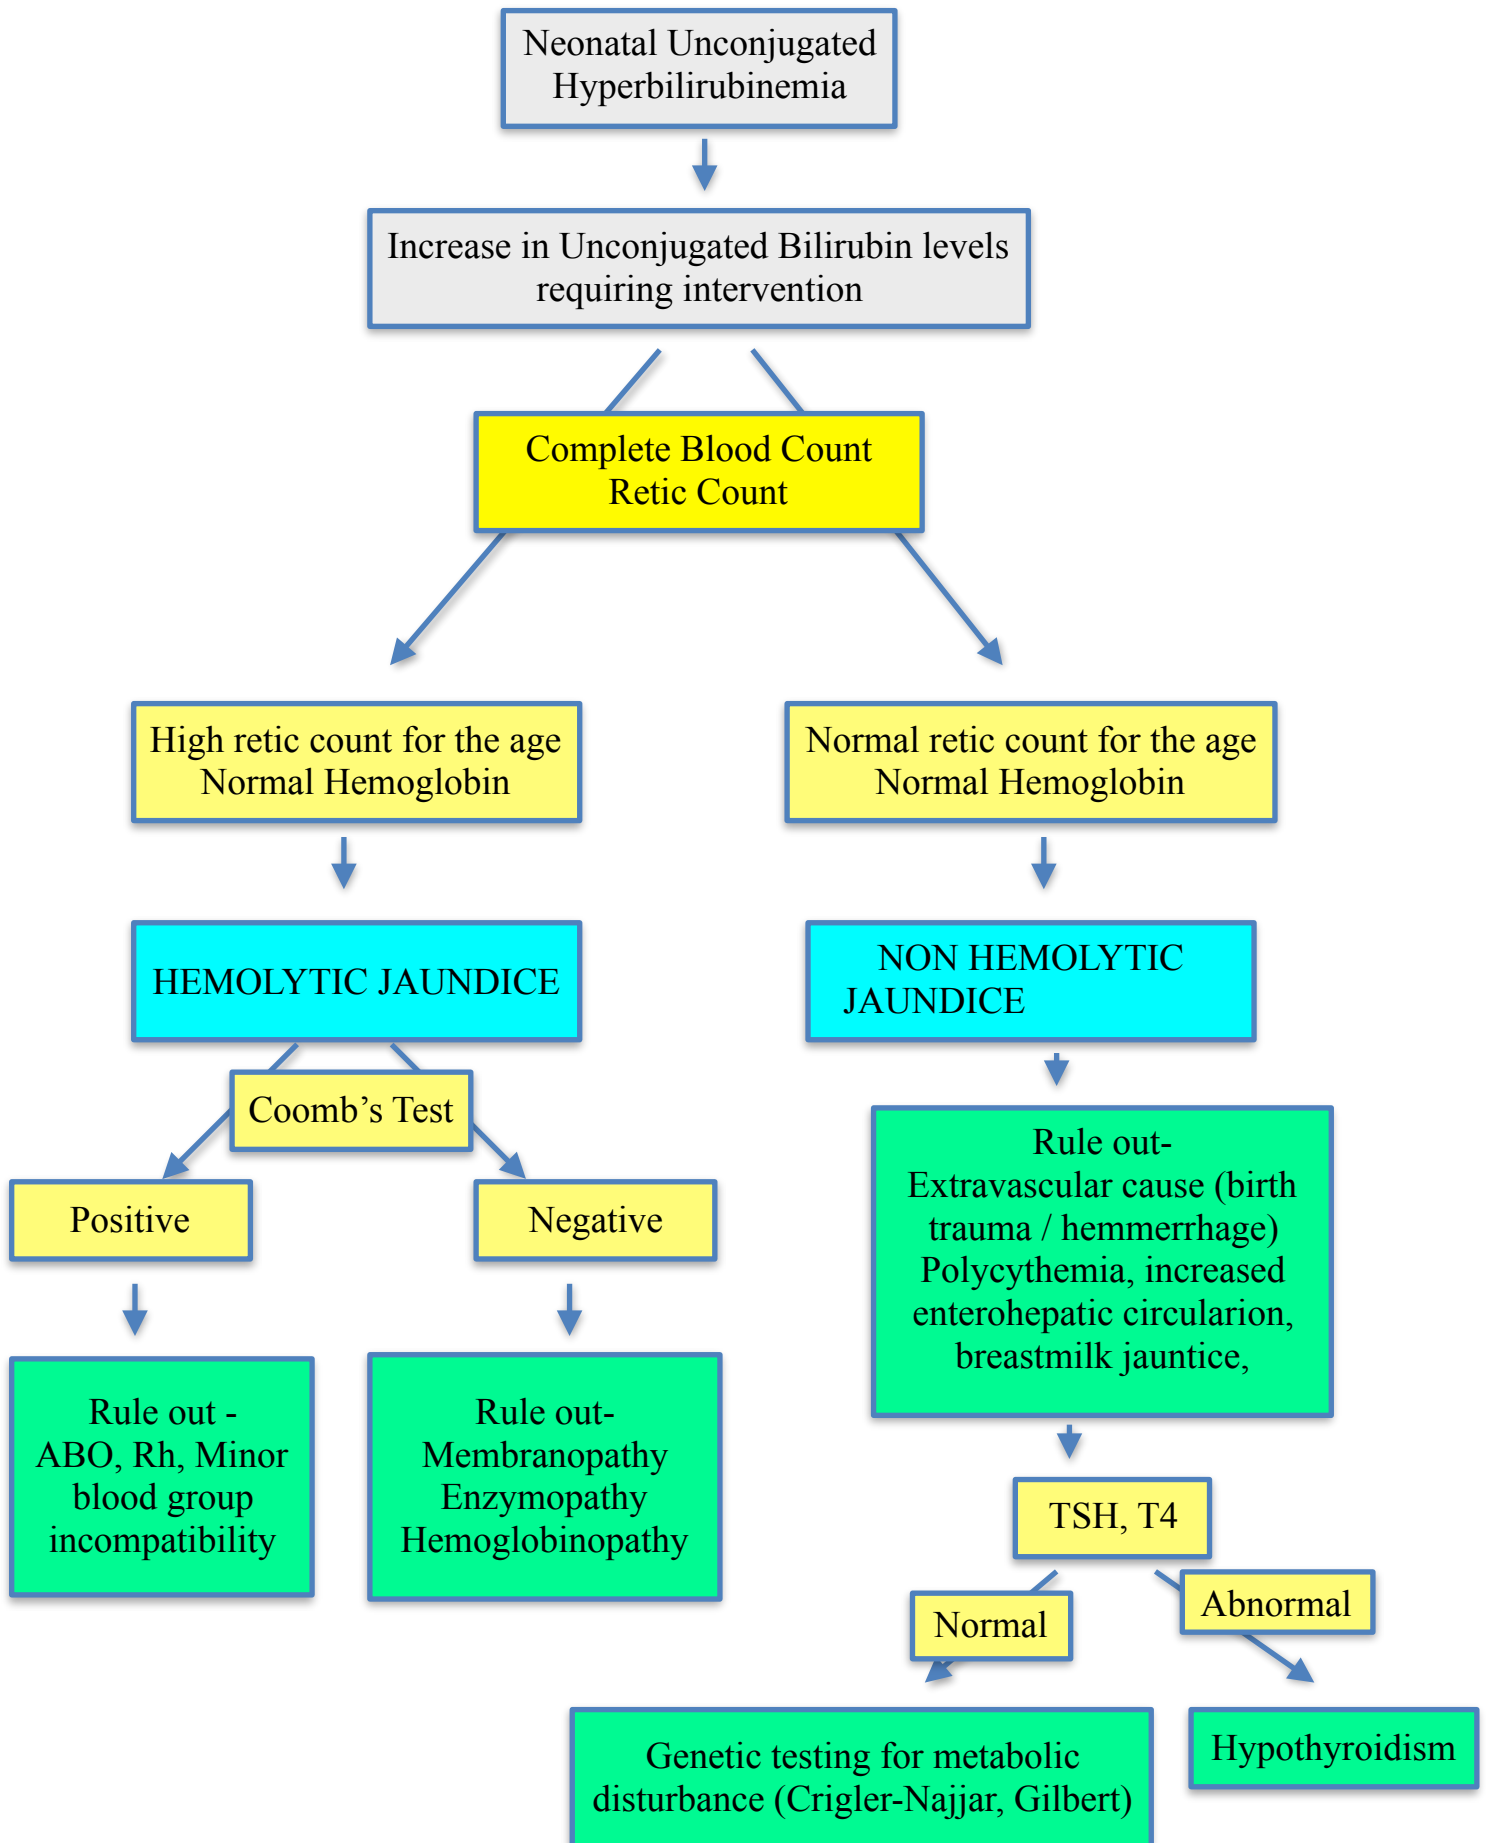 Neonatal Unconjugated
Hyperbilirubinemia
Increase in Unconjugated Bilirubin levels
requiring intervention
Complete Blood Count
Retic Count
High retic count for the age
Normal Hemoglobin
Normal retic count for the age
Normal Hemoglobin
HEMOLYTIC JAUNDICE
NON HEMOLYTIC
JAUNDICE
Coomb’s Test
Positive
Negative
Rule out -
ABO, Rh, Minor
blood group
incompatibility
Rule out-
Membranopathy
Enzymopathy
Hemoglobinopathy
Rule out-
Extravascular cause (birth
trauma / hemmerrhage)
Polycythemia, increased
enterohepatic circularion,
breastmilk jauntice,
TSH, T4
Normal
Abnormal
Genetic testing for metabolic
disturbance (Crigler-Najjar, Gilbert)
Hypothyroidism